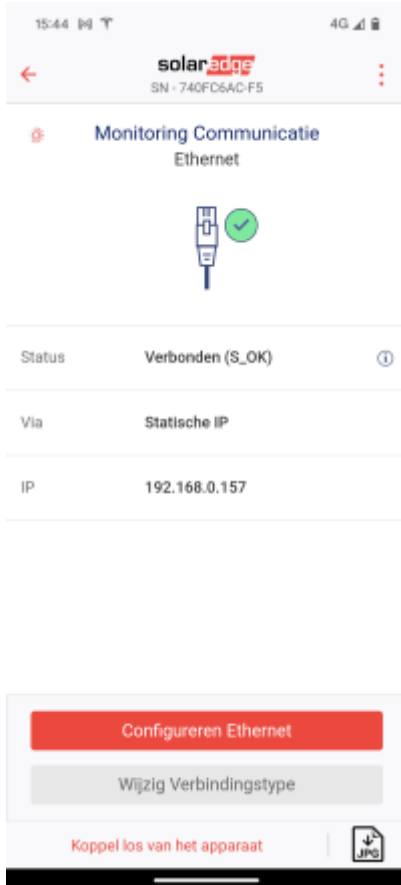 15:44
4G
solaredge
SN - 740FC6AC-F5
Monitoring Communicatie
Ethernet
Status Verbonden (S_OK)
Via Statische IP
IP 192.168.0.157
Configureren Ethernet
Wijzig Verbindingstype
Koppel los van het apparaat
JPG